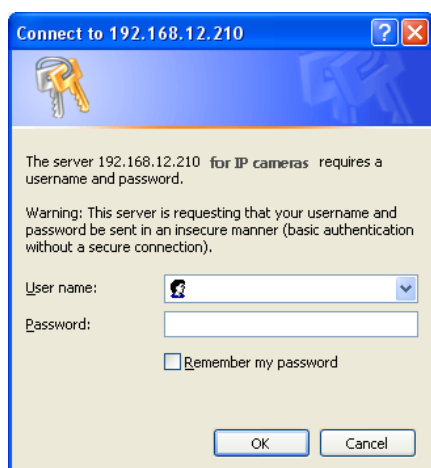 Connect to 192.168.12.210
The server 192.168.12.210 for IP cameras requires a
username and password.
Warning: This server is requesting that your username and
password be sent in an insecure manner (basic authentication
without a secure connection).
User name:
Password:
Remember my password
OK Cancel